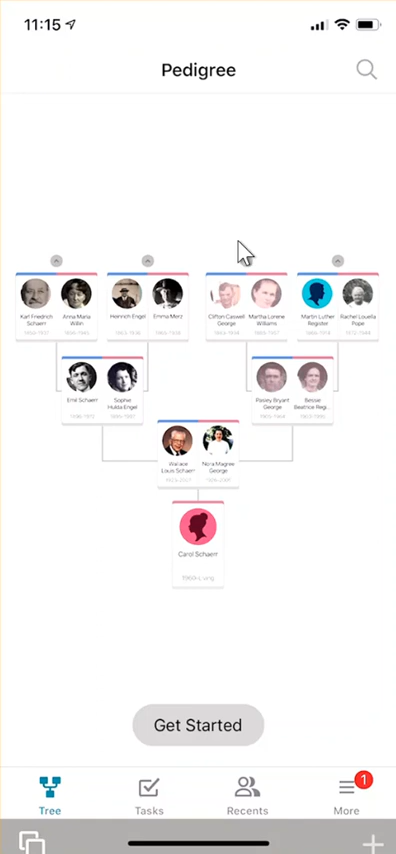 11:15
Pedigree
Karl Friedrich Schaerr
Anna Maria Willin
Heinrich Engel
Emma Merz
Clifton Caswell George
Martha Lorene Williams
Martin Luther Register
Rachel Louella Pope
Emil Schaerr
Sophie Hulda Engel
Paisley Bryant George
Bessie Beatrice Regi...
Wallace Louis Schaerr
Nora Magree George
Carol Schaerr
Get Started
1
Tree
Tasks
Recents
More